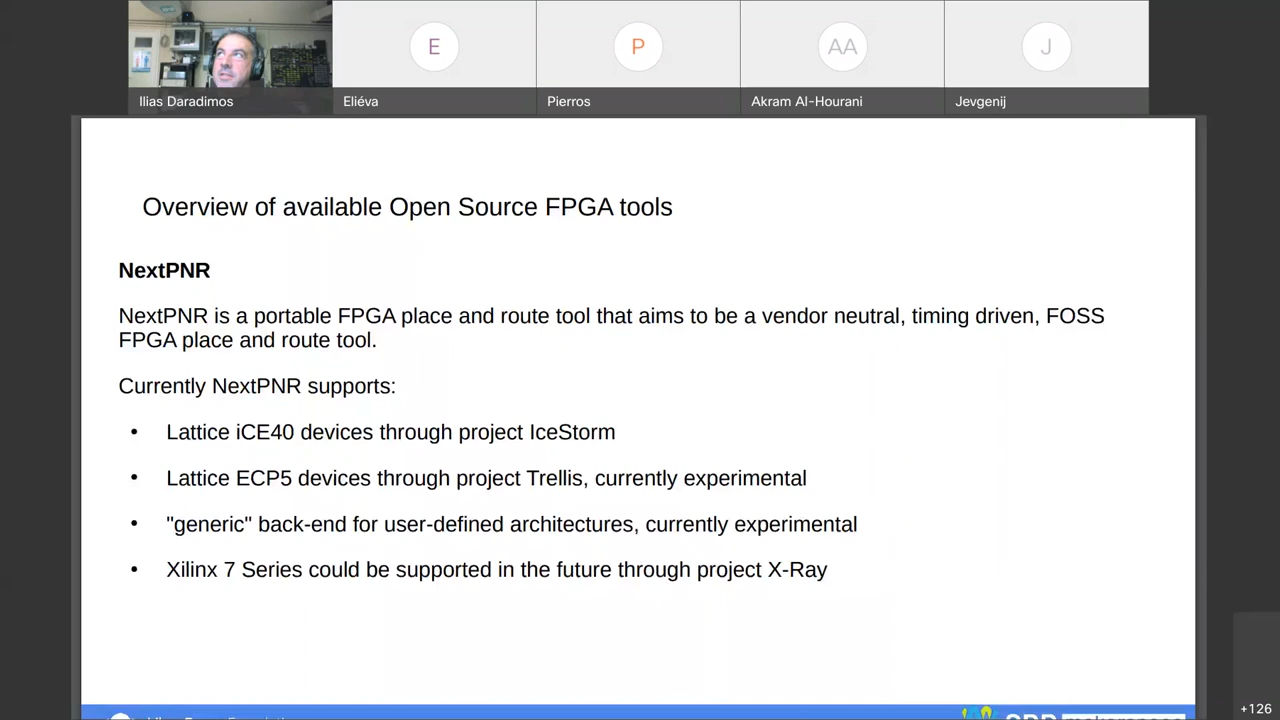 E
P
AA
J
Ilias Daradimos
Eliéva
Pierros
Akram Al-Hourani
Jevgenij
Overview of available Open Source FPGA tools
NextPNR
NextPNR is a portable FPGA place and route tool that aims to be a vendor neutral, timing driven, FOSS
FPGA place and route tool.
Currently NextPNR supports:
• Lattice iCE40 devices through project IceStorm
• Lattice ECP5 devices through project Trellis, currently experimental
• "generic" back-end for user-defined architectures, currently experimental
• Xilinx 7 Series could be supported in the future through project X-Ray
+126